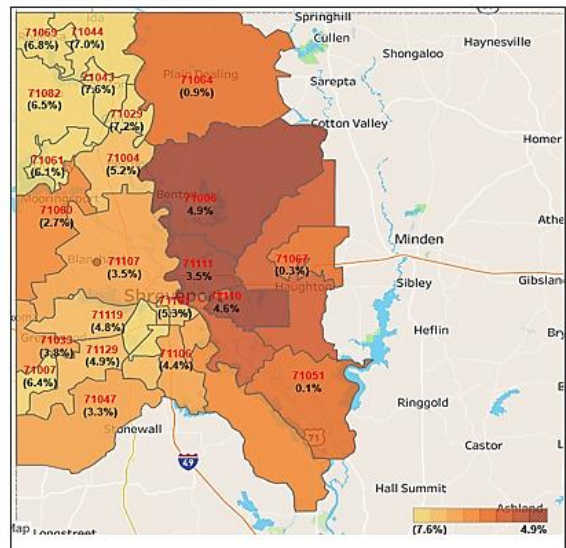 Springhill
Cullen
Haynesville
Shongaloo
Sarepta
Cotton Valley
Homer
Minden
Sibley
Gibsland
Heflin
Ringgold
Castor
Hall Summit
Ashland
Stonewall
Longstreet
Map
Plain Dealing
Benton
Mooringsport
Haughton
Ida
49
71
71069
(6.8%)
71044
(7.0%)
71043
(7.6%)
71082
(6.5%)
71029
(7.2%)
71064
(0.9%)
71061
(6.1%)
71004
(5.2%)
71060
(2.7%)
71006
4.9%
71107
(3.5%)
71111
3.5%
71067
(0.3%)
71110
4.6%
(5.3%)
71119
(4.8%)
71033
(3.8%)
71129
(4.9%)
71106
(4.4%)
71007
(6.4%)
71047
(3.3%)
71051
0.1%
(7.6%)
4.9%